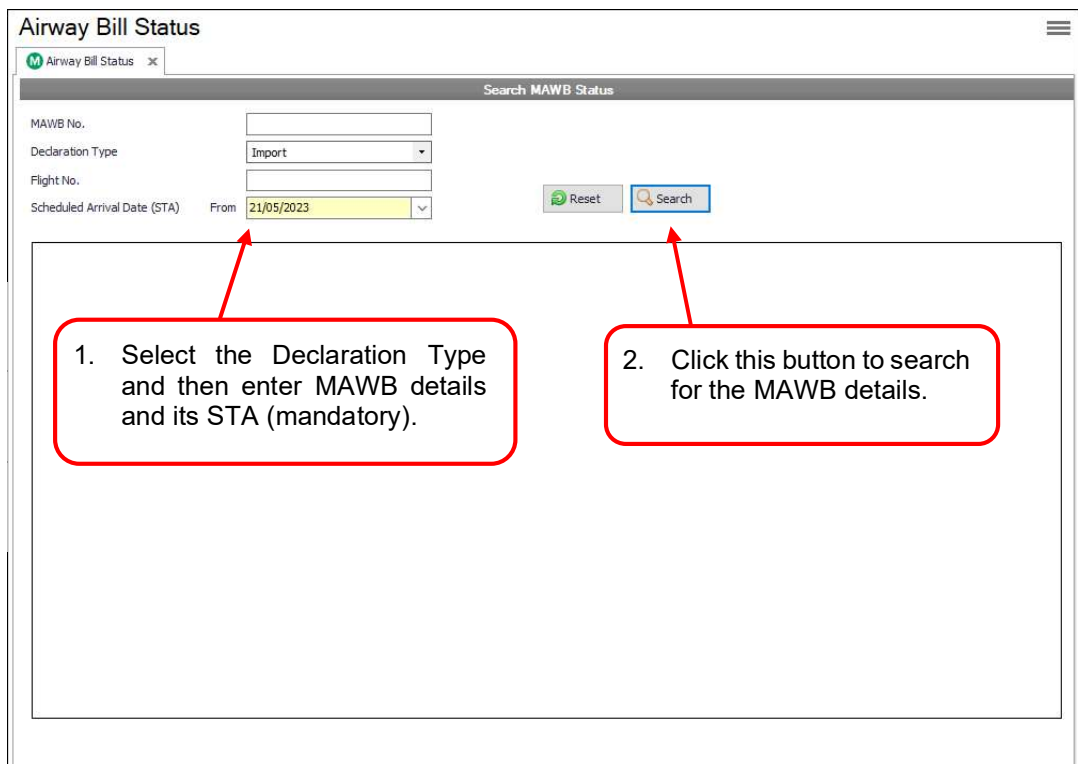 Airway Bill Status
M Airway Bill Status x
Search MAWB Status
MAWB No.
Declaration Type Import
Flight No.
Scheduled Arrival Date (STA) From 21/05/2023
Reset Search
1. Select the Declaration Type
and then enter MAWB details
and its STA (mandatory).
2. Click this button to search
for the MAWB details.